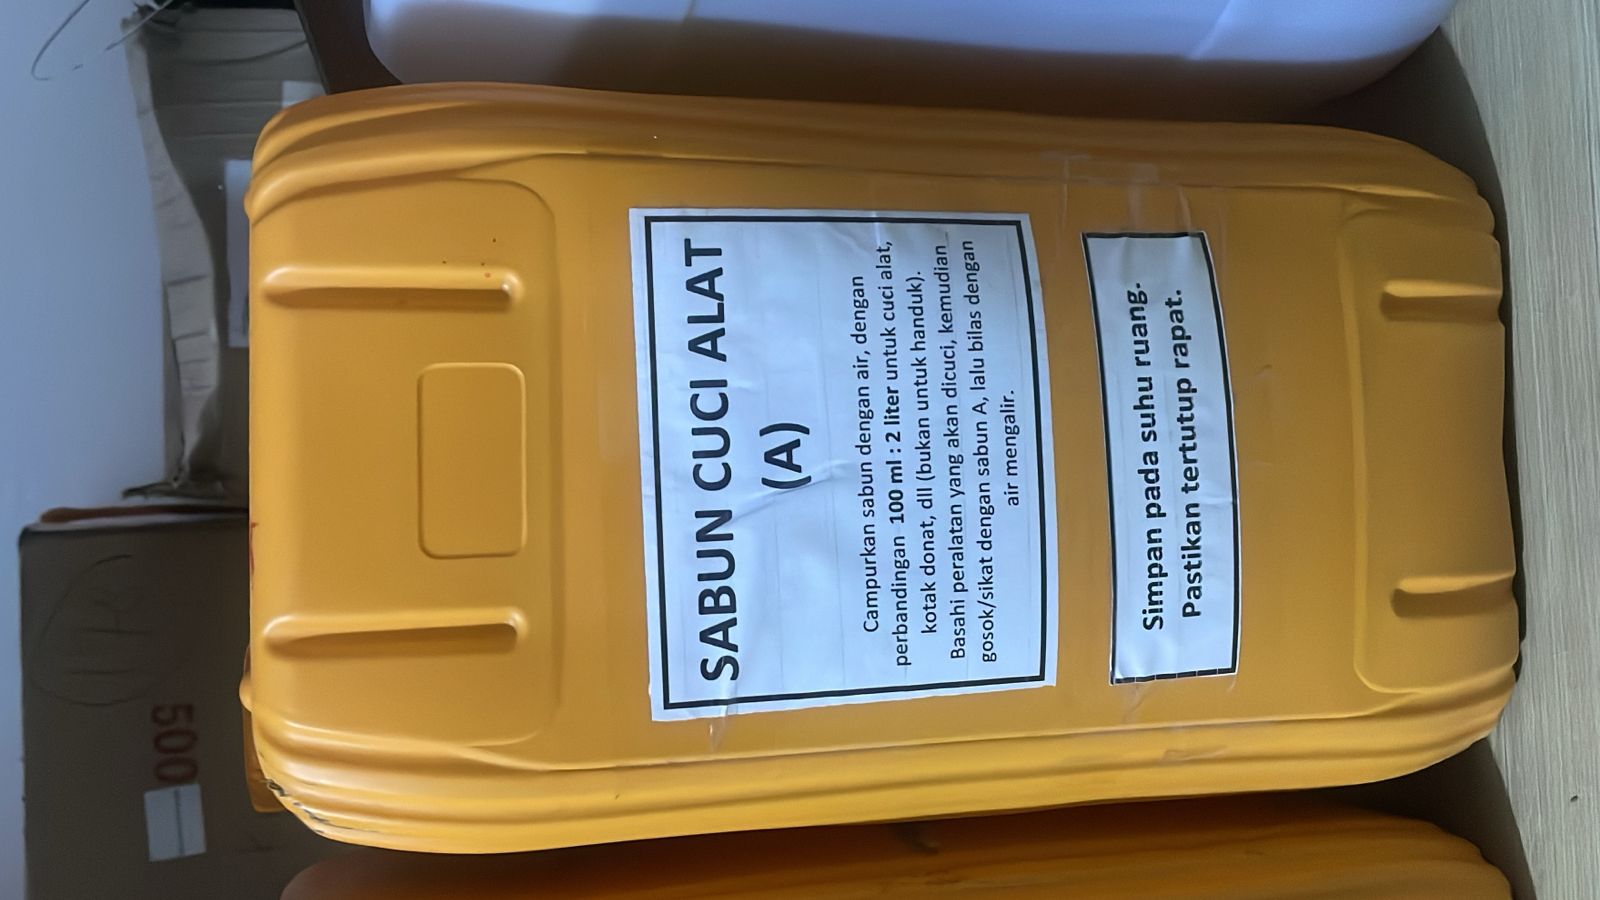 SABUN CUCI ALAT
(A)
Campurkan sabun dengan air, dengan
perbandingan 100 ml : 2 liter untuk cuci alat,
kotak donat, dll (bukan untuk handuk).
Basahi peralatan yang akan dicuci, kemudian
gosok/sikat dengan sabun A, lalu bilas dengan
air mengalir.
Simpan pada suhu ruang.
Pastikan tertutup rapat.
500